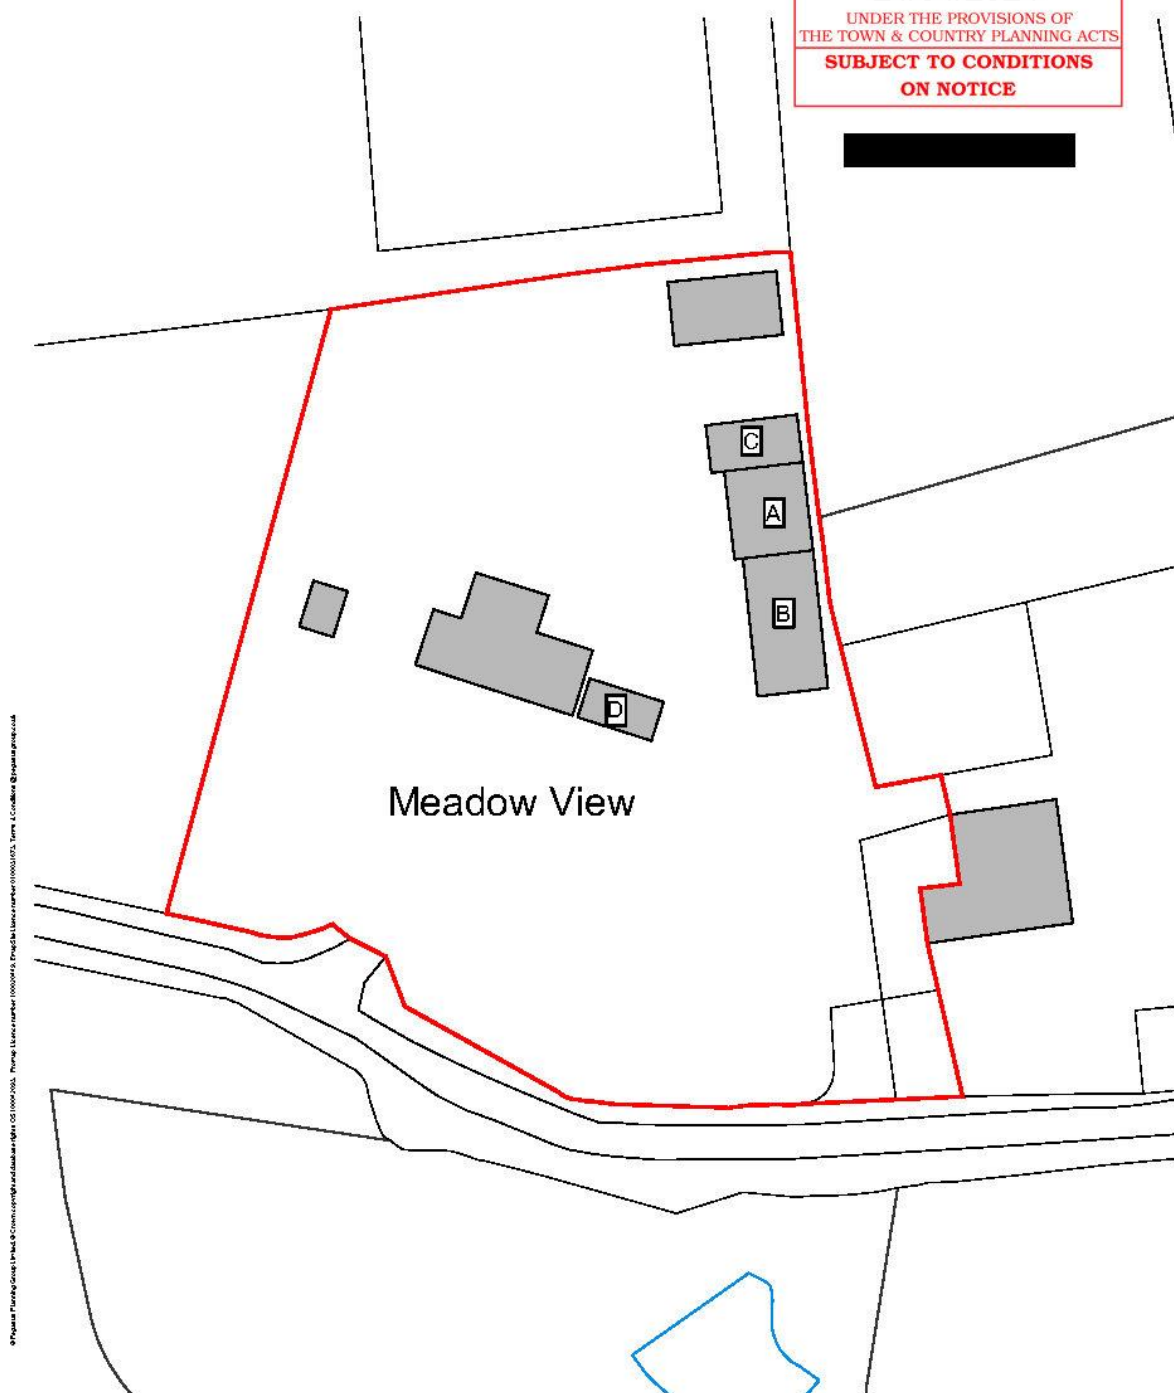 UNDER THE PROVISIONS OF
THE TOWN & COUNTRY PLANNING ACTS
SUBJECT TO CONDITIONS
ON NOTICE
C
A
B
D
Meadow View